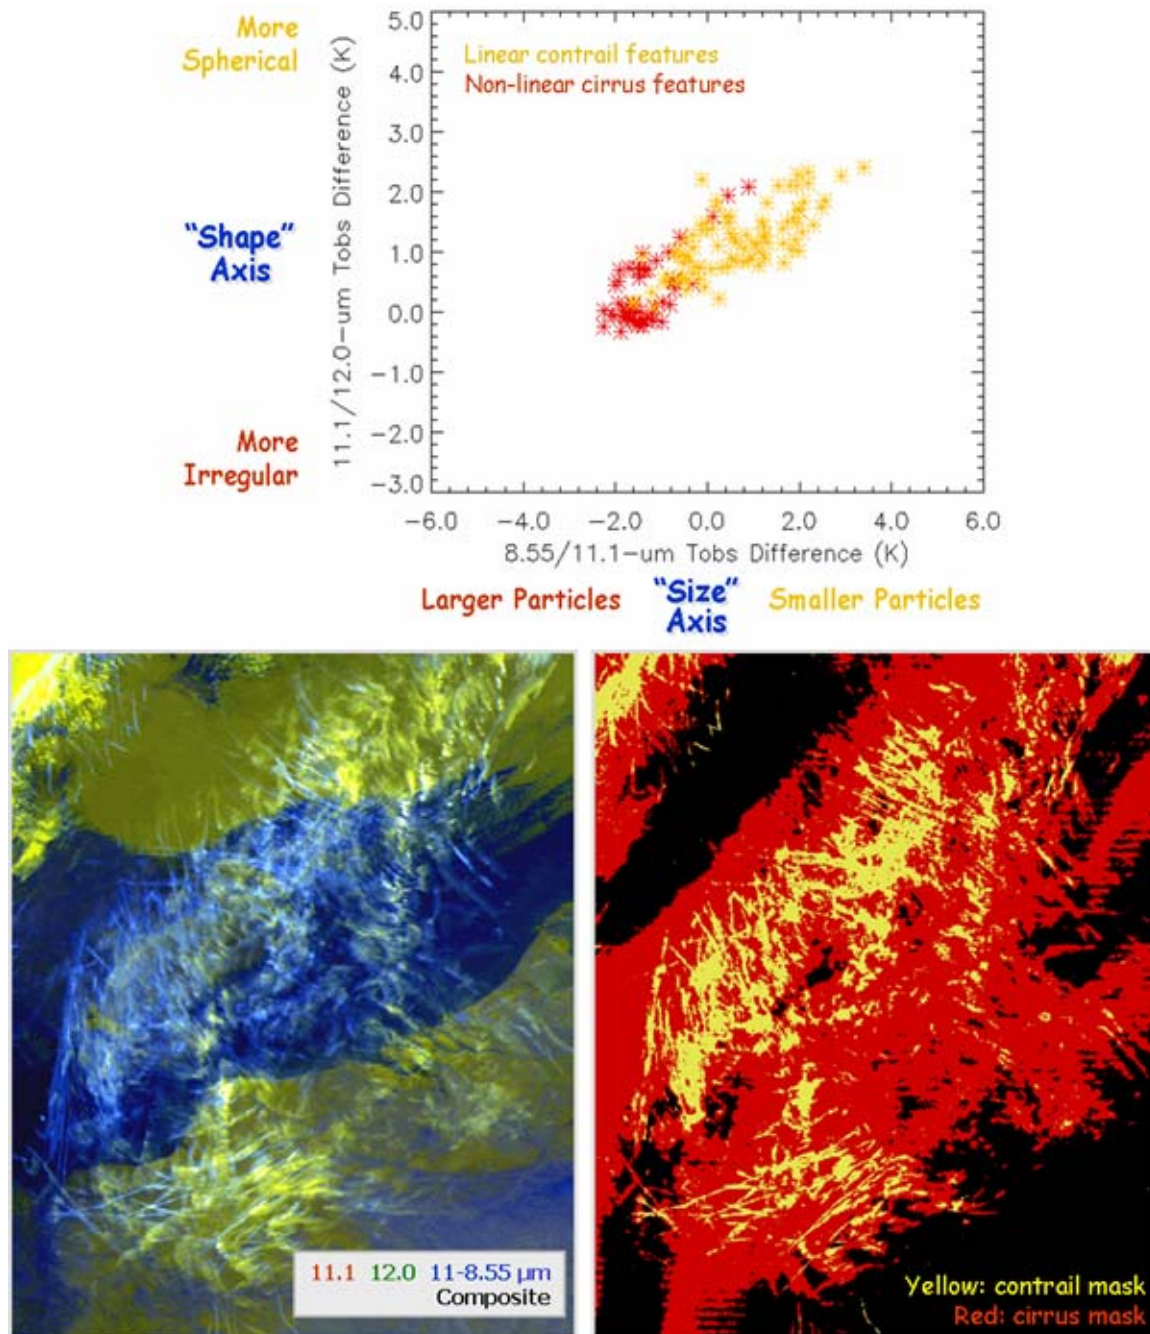 More
Spherical
"Shape"
Axis
More
Irregular
11.1/12.0-um Tobs Difference (K)
5.0
4.0
3.0
2.0
1.0
0.0
-1.0
-2.0
-3.0
Linear contrail features
Non-linear cirrus features
-6.0 -4.0 -2.0 0.0 2.0 4.0 6.0
8.55/11.1-um Tobs Difference (K)
Larger Particles "Size" Axis Smaller Particles
11.1 12.0 11-8.55 µm
Composite
Yellow: contrail mask
Red: cirrus mask